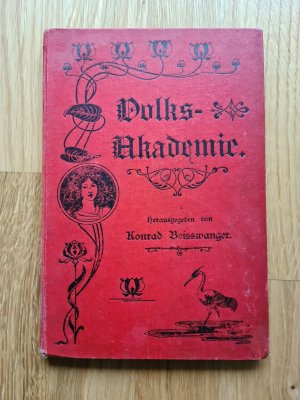 Volks-
Akademie.
Herausgegeben von
Konrad Beisswanger.